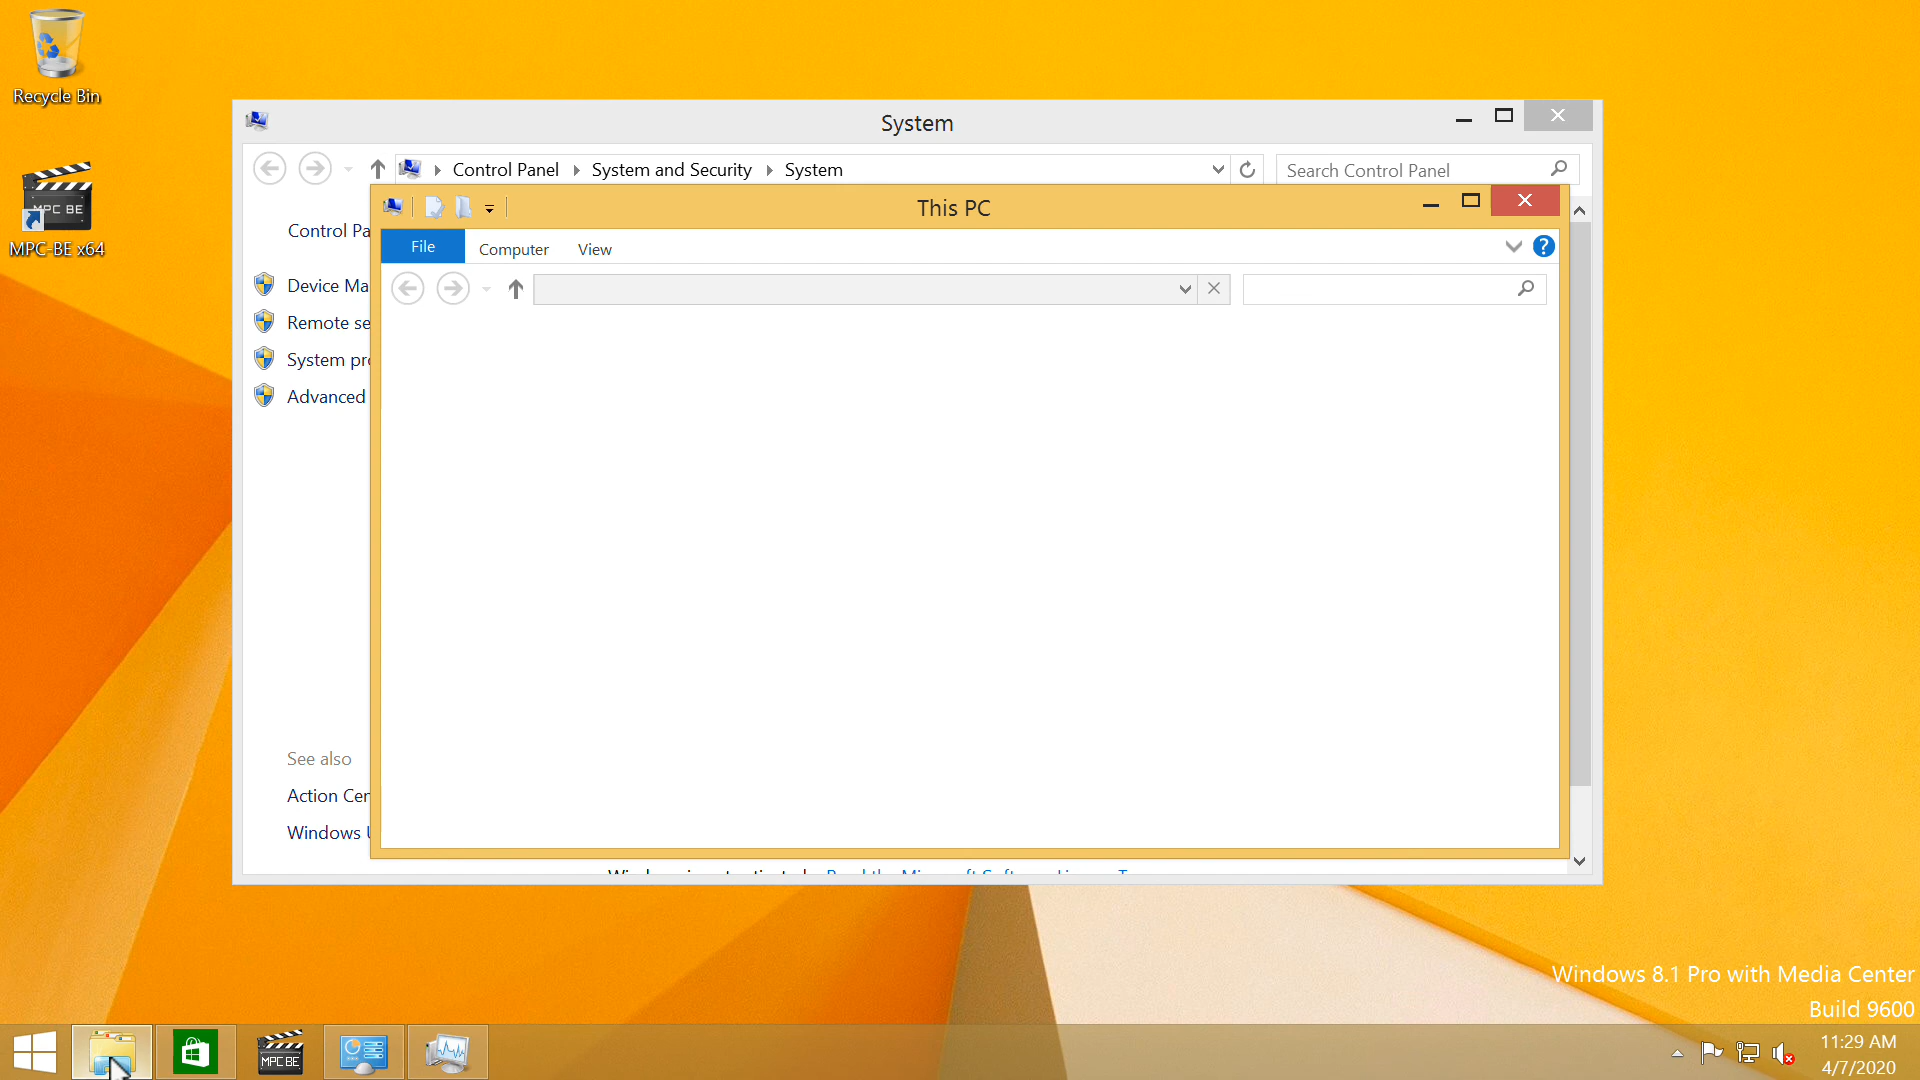 Recycle Bin
MPC BE
MPC-BE x64
System
Control Panel
System and Security
System
Search Control Panel
This PC
File
Computer
View
Control Pa
Device Ma
Remote se
System pro
Advanced
See also
Action Cen
Windows U
Windows 8.1 Pro with Media Center
Build 9600
MPC BE
11:29 AM
4/7/2020